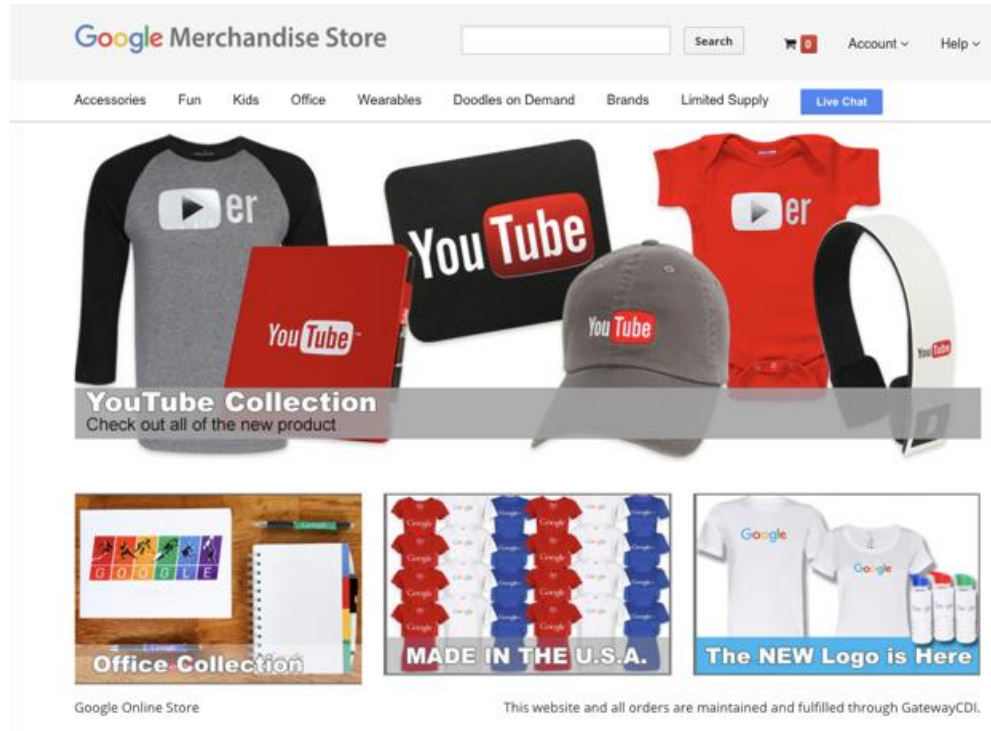 Google Merchandise Store
Search
0
Account
Help
Accessories Fun Kids Office Wearables Doodles on Demand Brands Limited Supply Live Chat
er
YouTube
er
YouTube
YouTube
YouTube
YouTube Collection
Check out all of the new product
GOOGLE
Google
Google
Google
Office Collection
MADE IN THE U.S.A.
The NEW Logo is Here
Google Online Store
This website and all orders are maintained and fulfilled through GatewayCDI.